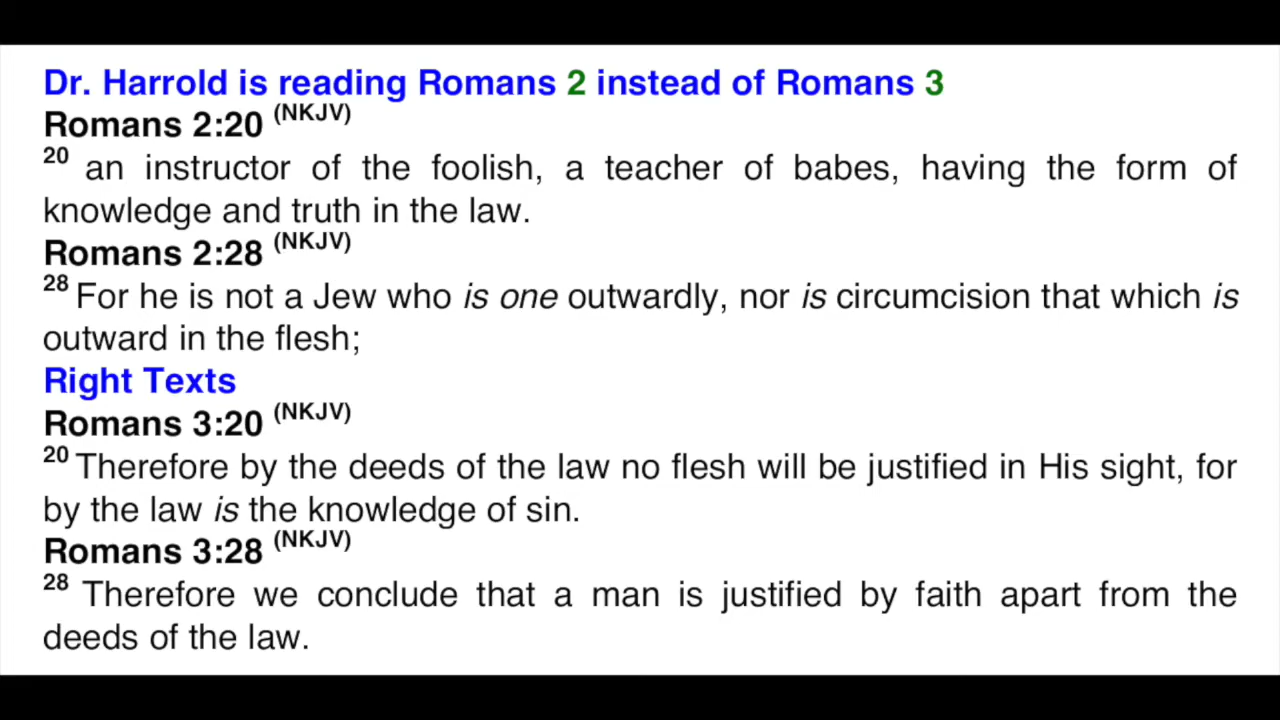 Dr. Harrold is reading Romans 2 instead of Romans 3
Romans 2:20 (NKJV)
20 an instructor of the foolish, a teacher of babes, having the form of
knowledge and truth in the law.
Romans 2:28 (NKJV)
28 For he is not a Jew who is one outwardly, nor is circumcision that which is
outward in the flesh;
Right Texts
Romans 3:20 (NKJV)
20 Therefore by the deeds of the law no flesh will be justified in His sight, for
by the law is the knowledge of sin.
Romans 3:28 (NKJV)
28 Therefore we conclude that a man is justified by faith apart from the
deeds of the law.